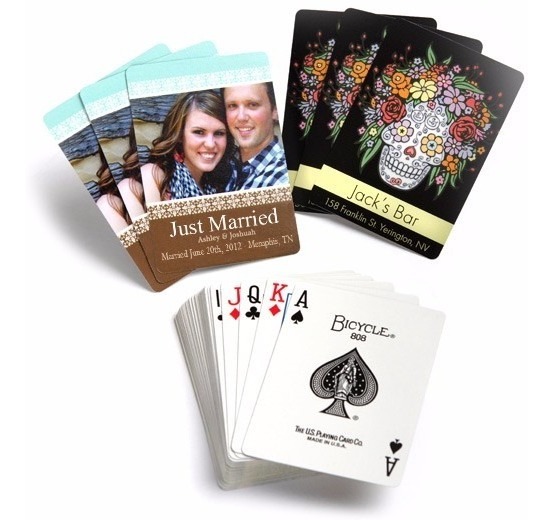 Just Married
Ashley & Joshuah
Married June 20th, 2012 Memphis, TN
Jack's Bar
158 Franklin St. Yerington, NV
J
Q
K
A
BICYCLE®
808
THE U.S. PLAYING CARD CO.
MADE IN U.S.A.
A